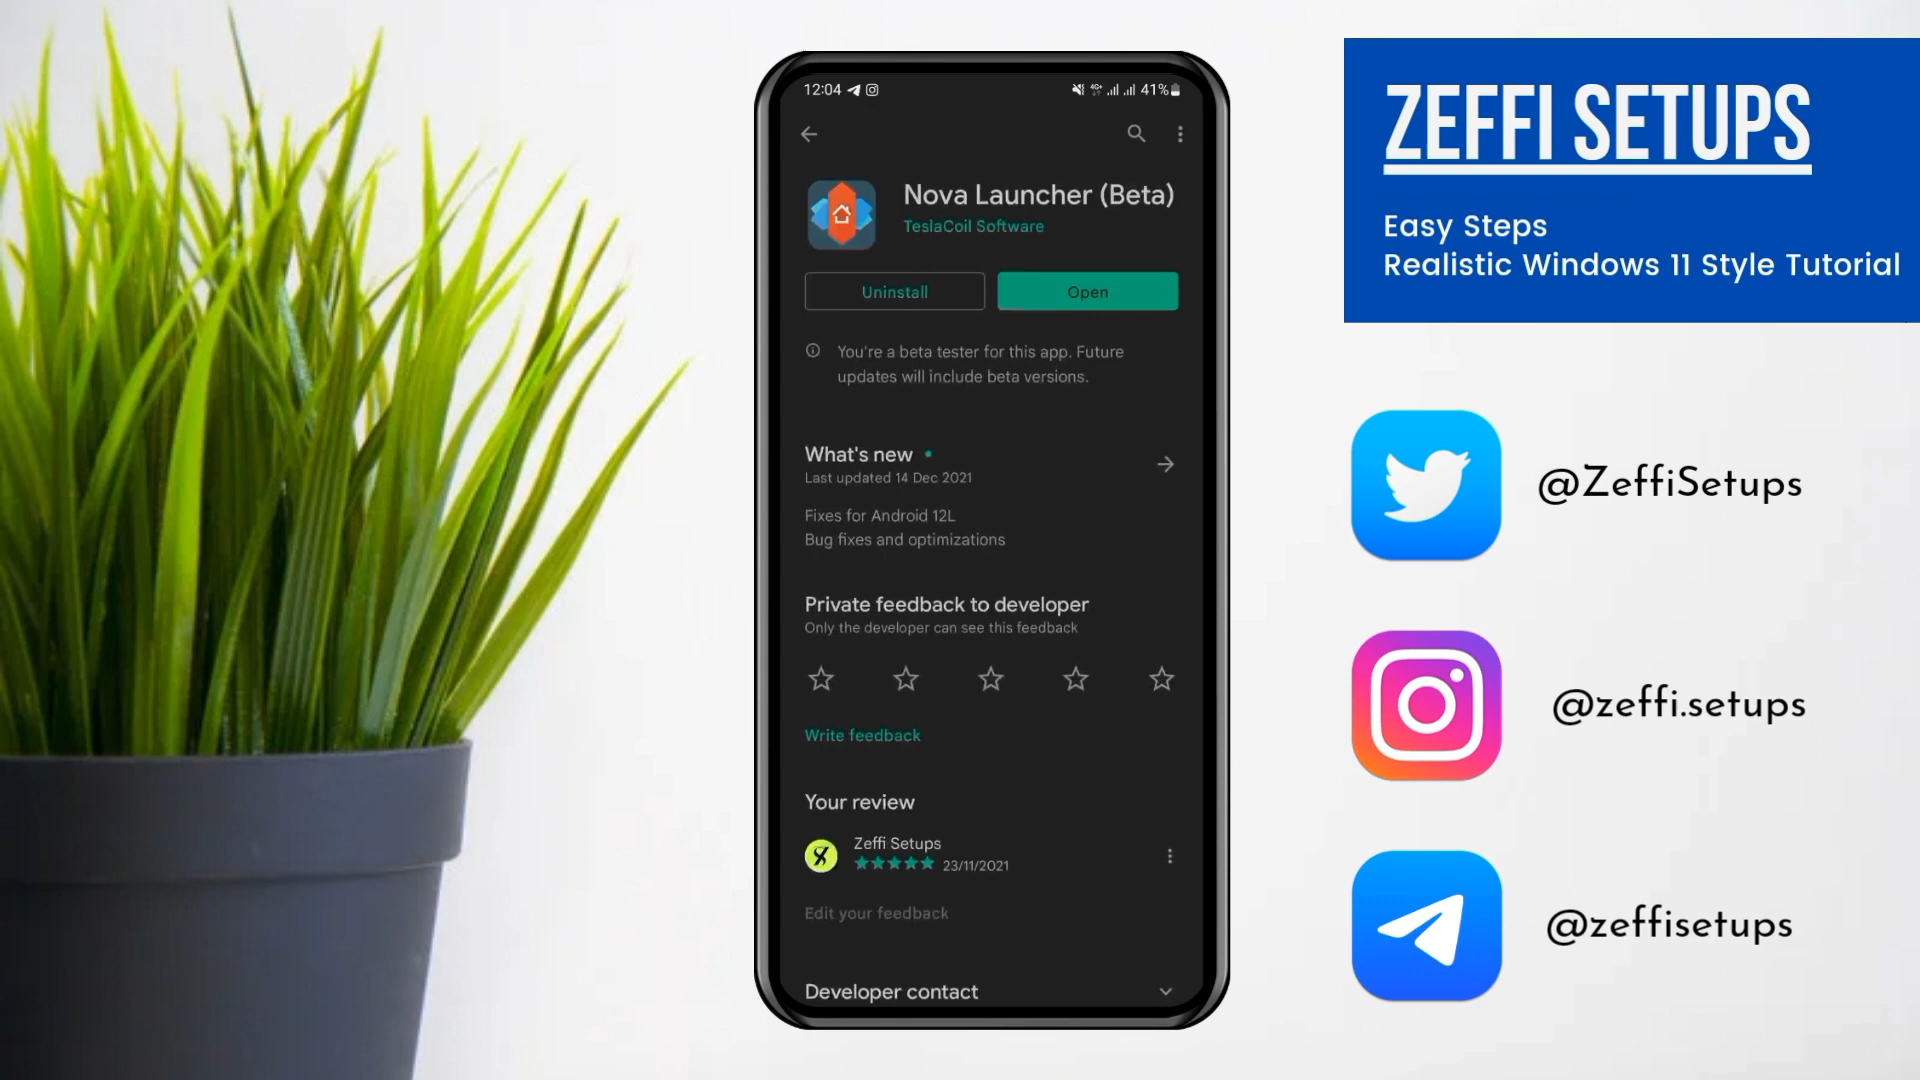 12:04
4G+
41%
Nova Launcher (Beta)
TeslaCoil Software
Uninstall
Open
You're a beta tester for this app. Future
updates will include beta versions.
What's new
Last updated 14 Dec 2021
Fixes for Android 12L
Bug fixes and optimizations
Private feedback to developer
Only the developer can see this feedback
Write feedback
Your review
Zeffi Setups
23/11/2021
Edit your feedback
Developer contact
ZEFFI SETUPS
Easy Steps
Realistic Windows 11 Style Tutorial
@ZeffiSetups
@zeffi.setups
@zeffisetups